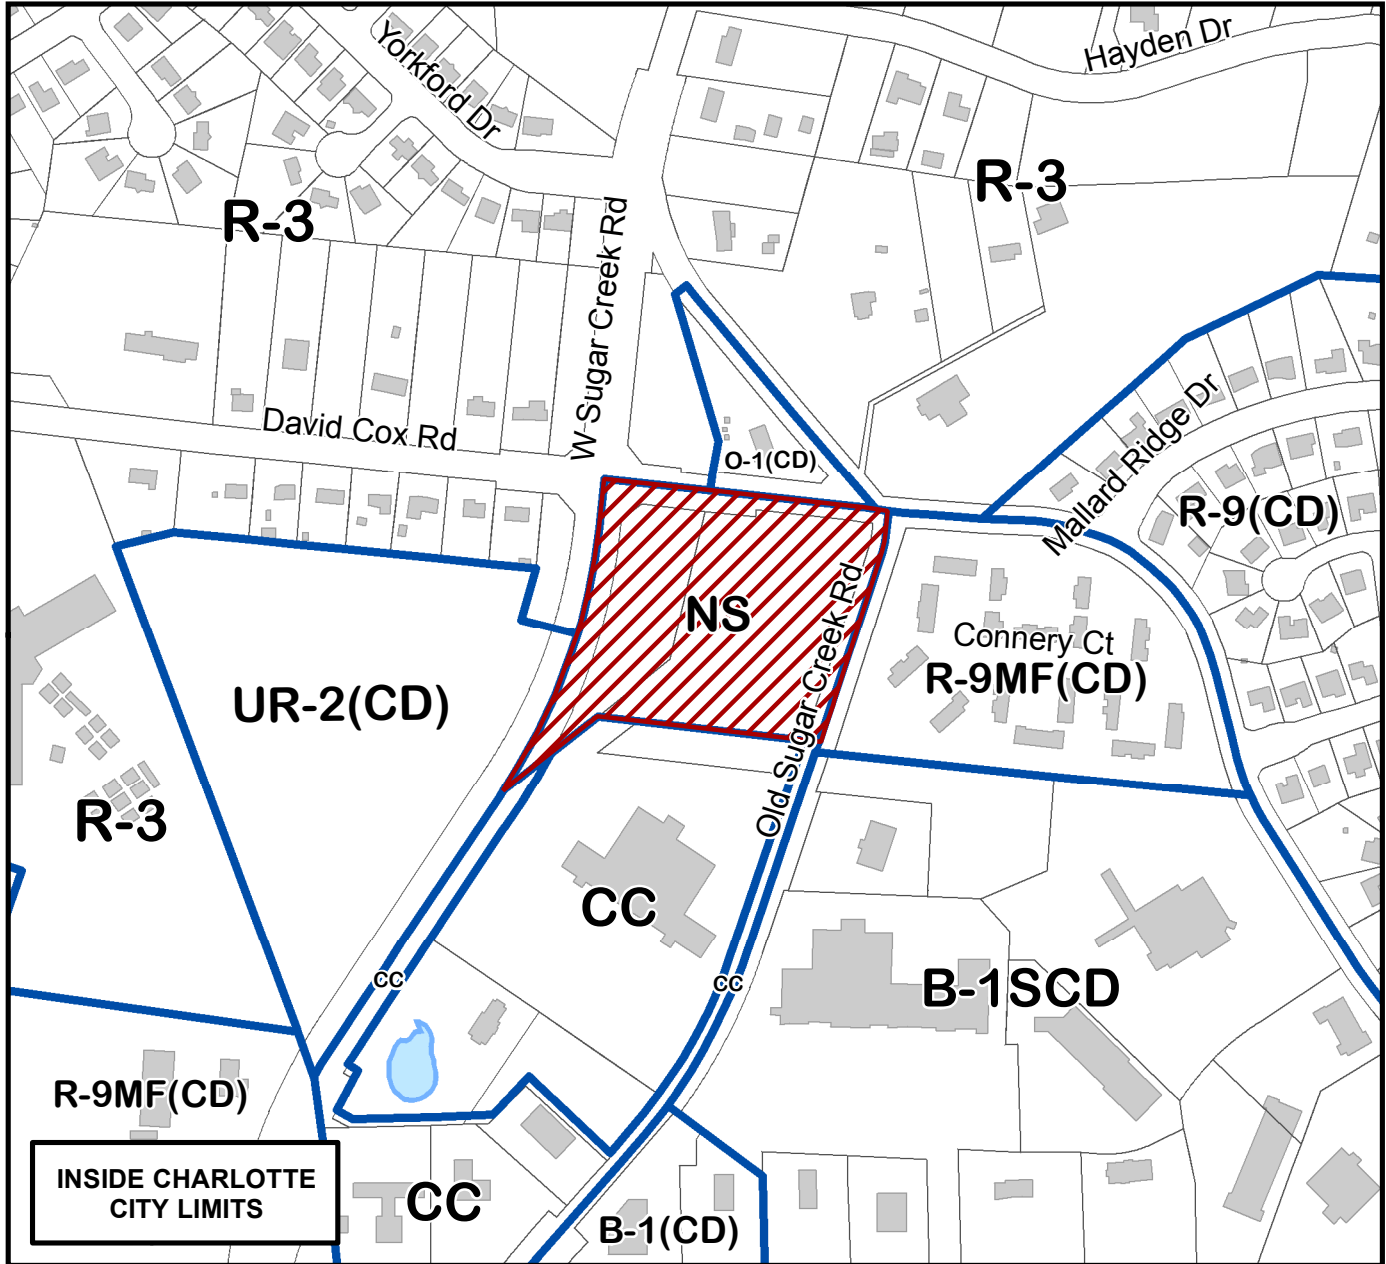 Yorkford Dr
Hayden Dr
R-3
R-3
W Sugar Creek Rd
David Cox Rd
O-1(CD)
Mallard Ridge Dr
R-9(CD)
NS
Old Sugar Creek Rd
Connery Ct
R-9MF(CD)
UR-2(CD)
R-3
CC
CC
CC
B-1SCD
R-9MF(CD)
INSIDE CHARLOTTE
CITY LIMITS
CC
B-1(CD)